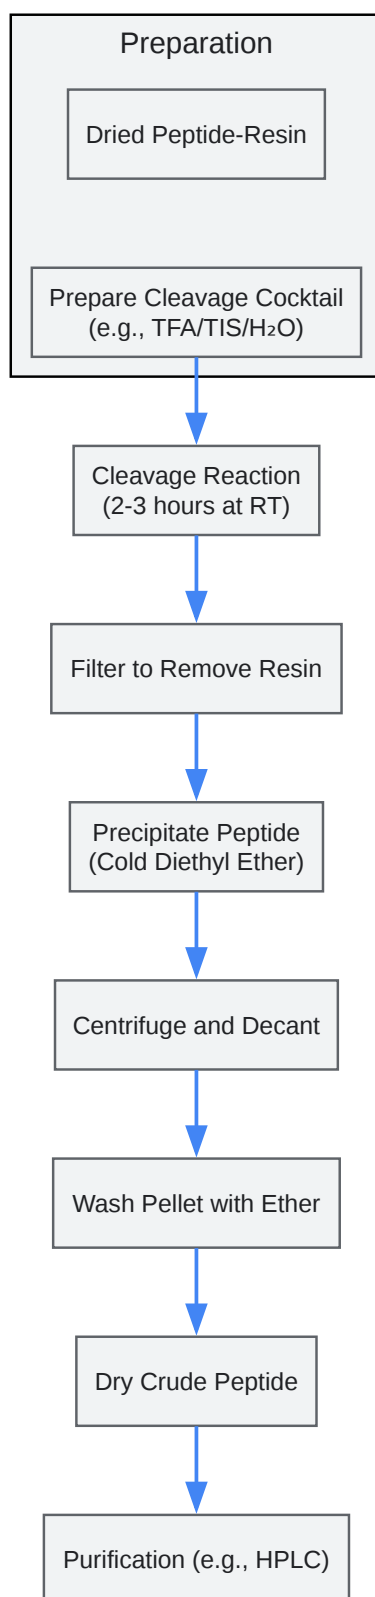 Preparation
Dried Peptide-Resin
Prepare Cleavage Cocktail
(e.g., TFA/TIS/H₂O)
Cleavage Reaction
(2-3 hours at RT)
Filter to Remove Resin
Precipitate Peptide
(Cold Diethyl Ether)
Centrifuge and Decant
Wash Pellet with Ether
Dry Crude Peptide
Purification (e.g., HPLC)